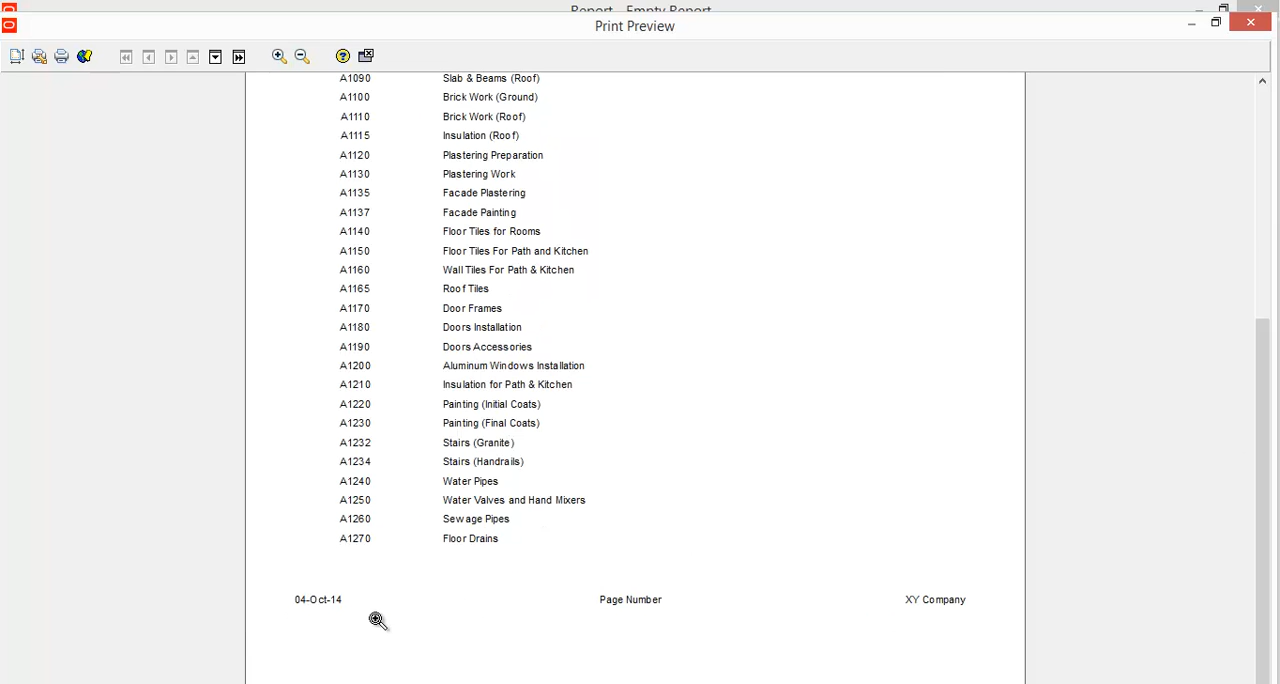 Report - Empty Report
Print Preview
A1090 Slab & Beams (Roof)
A1100 Brick Work (Ground)
A1110 Brick Work (Roof)
A1115 Insulation (Roof)
A1120 Plastering Preparation
A1130 Plastering Work
A1135 Facade Plastering
A1137 Facade Painting
A1140 Floor Tiles for Rooms
A1150 Floor Tiles For Path and Kitchen
A1160 Wall Tiles For Path & Kitchen
A1165 Roof Tiles
A1170 Door Frames
A1180 Doors Installation
A1190 Doors Accessories
A1200 Aluminum Windows Installation
A1210 Insulation for Path & Kitchen
A1220 Painting (Initial Coats)
A1230 Painting (Final Coats)
A1232 Stairs (Granite)
A1234 Stairs (Handrails)
A1240 Water Pipes
A1250 Water Valves and Hand Mixers
A1260 Sewage Pipes
A1270 Floor Drains
04-Oct-14 Page Number XY Company